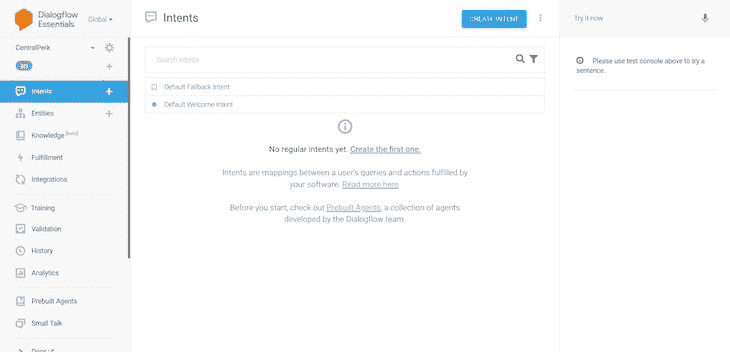 Dialogflow
Essentials
Global
CentralPerk
en
Intents
Entities
Knowledge [beta]
Fulfillment
Integrations
Training
Validation
History
Analytics
Prebuilt Agents
Small Talk
Intents
CREATE INTENT
Search intents
Default Fallback Intent
Default Welcome Intent
No regular intents yet. Create the first one.
Intents are mappings between a user's queries and actions fulfilled
by your software. Read more here.
Before you start, check out Prebuilt Agents, a collection of agents
developed by the Dialogflow team.
Try it now
Please use test console above to try a
sentence.